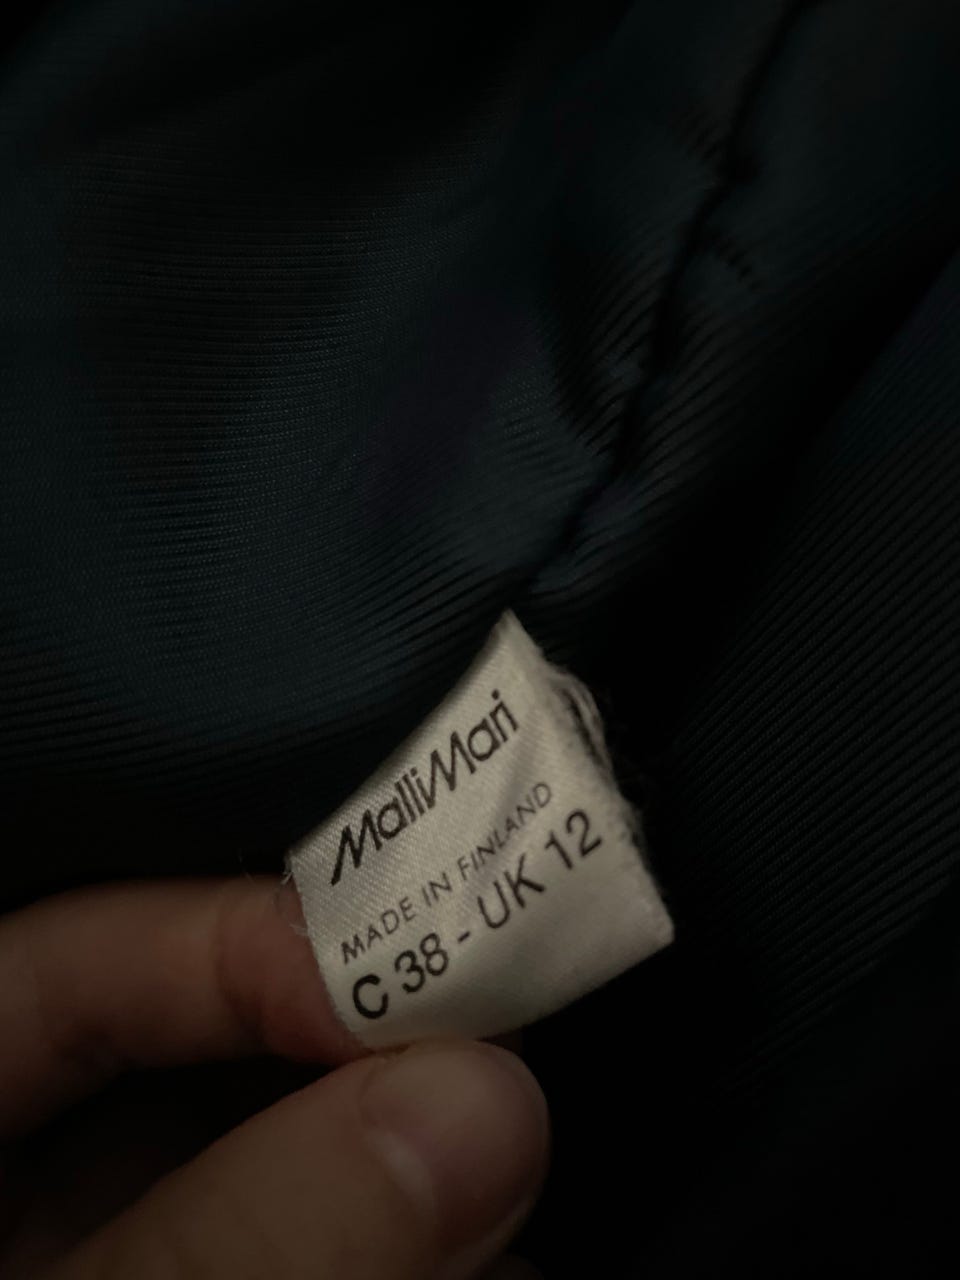 MalliMari
MADE IN FINLAND
C 38 - UK 12